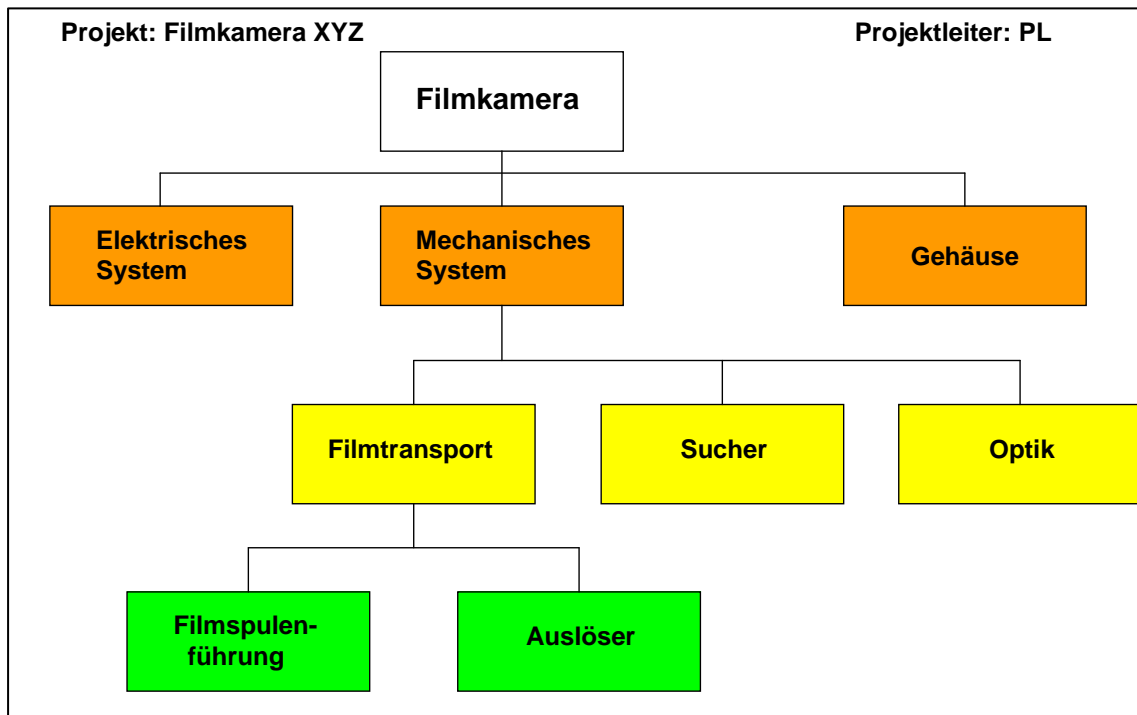 Projekt: Filmkamera XYZ
Projektleiter: PL
Filmkamera
Elektrisches
System
Mechanisches
System
Gehäuse
Filmtransport
Sucher
Optik
Filmspulen-
führung
Auslöser